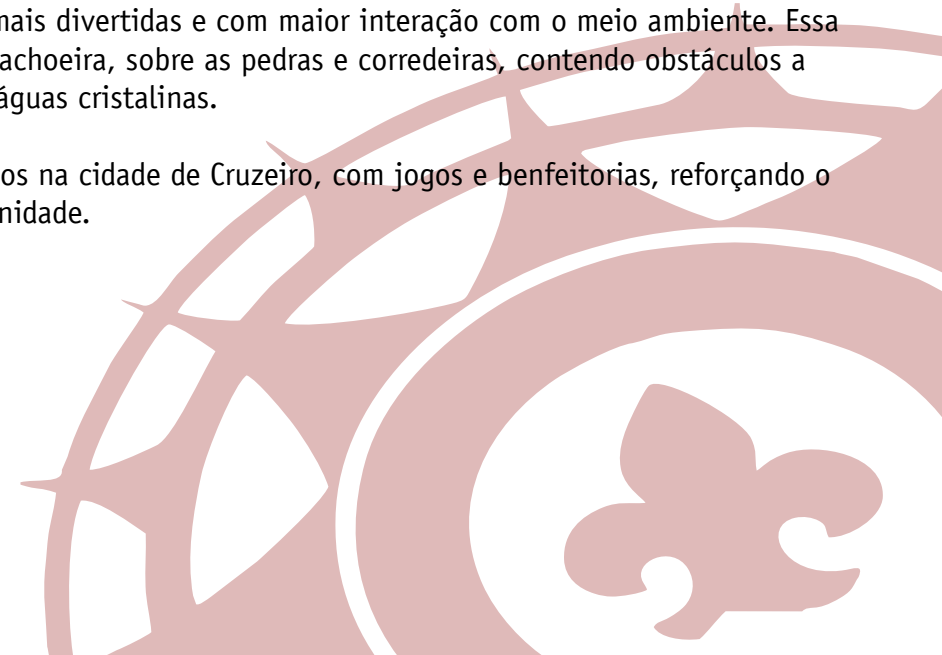 mais divertidas e com maior interação com o meio ambiente. Essa
achoeira, sobre as pedras e corredeiras, contendo obstáculos a
águas cristalinas.
os na cidade de Cruzeiro, com jogos e benfeitorias, reforçando o
nidade.